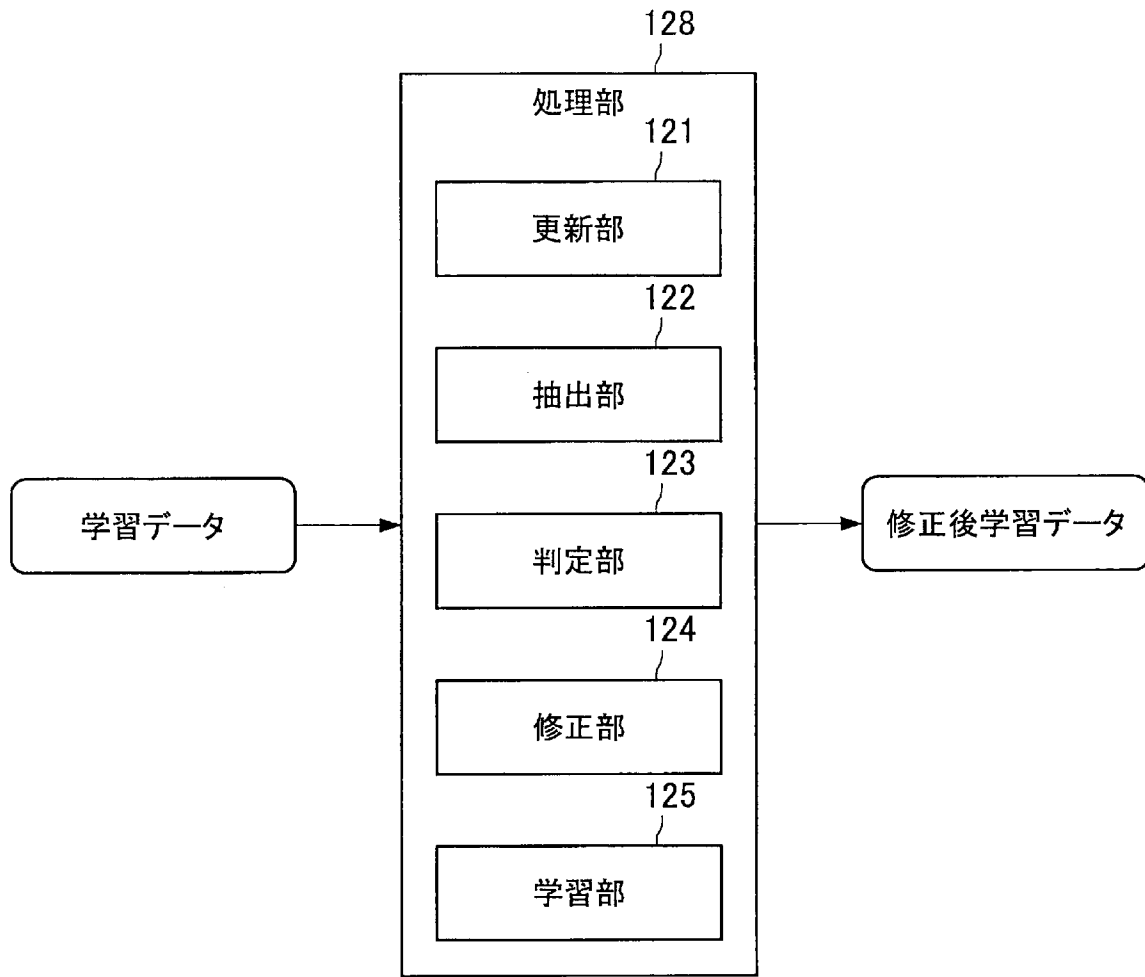 128
処理部
121
更新部
122
抽出部
123
学習データ
判定部
修正後学習データ
124
修正部
125
学習部